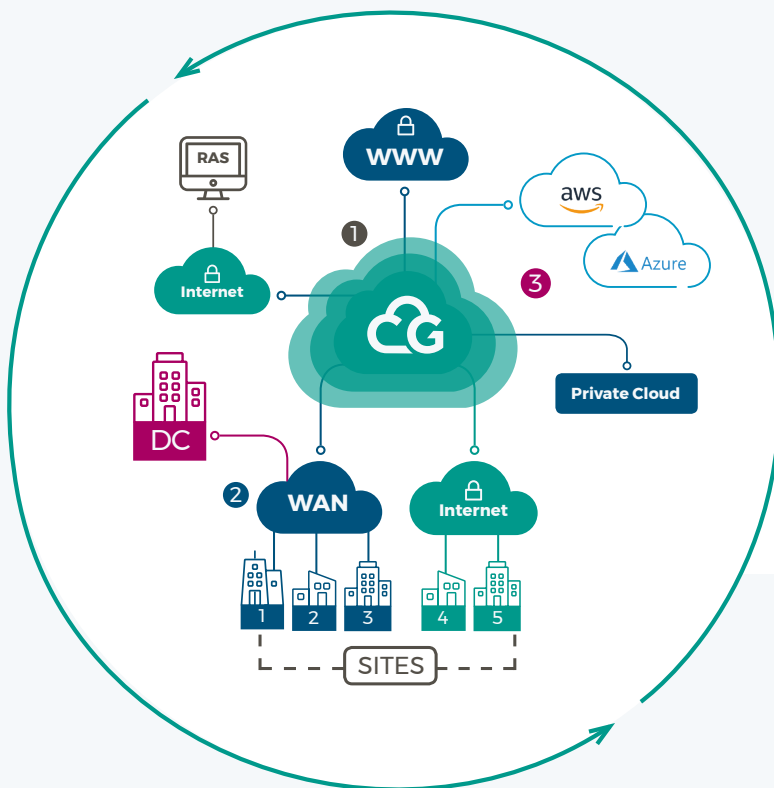 RAS
WWW
aws
Azure
1
Internet
3
CG
Private Cloud
DC
2
WAN
Internet
1
2
3
4
5
SITES